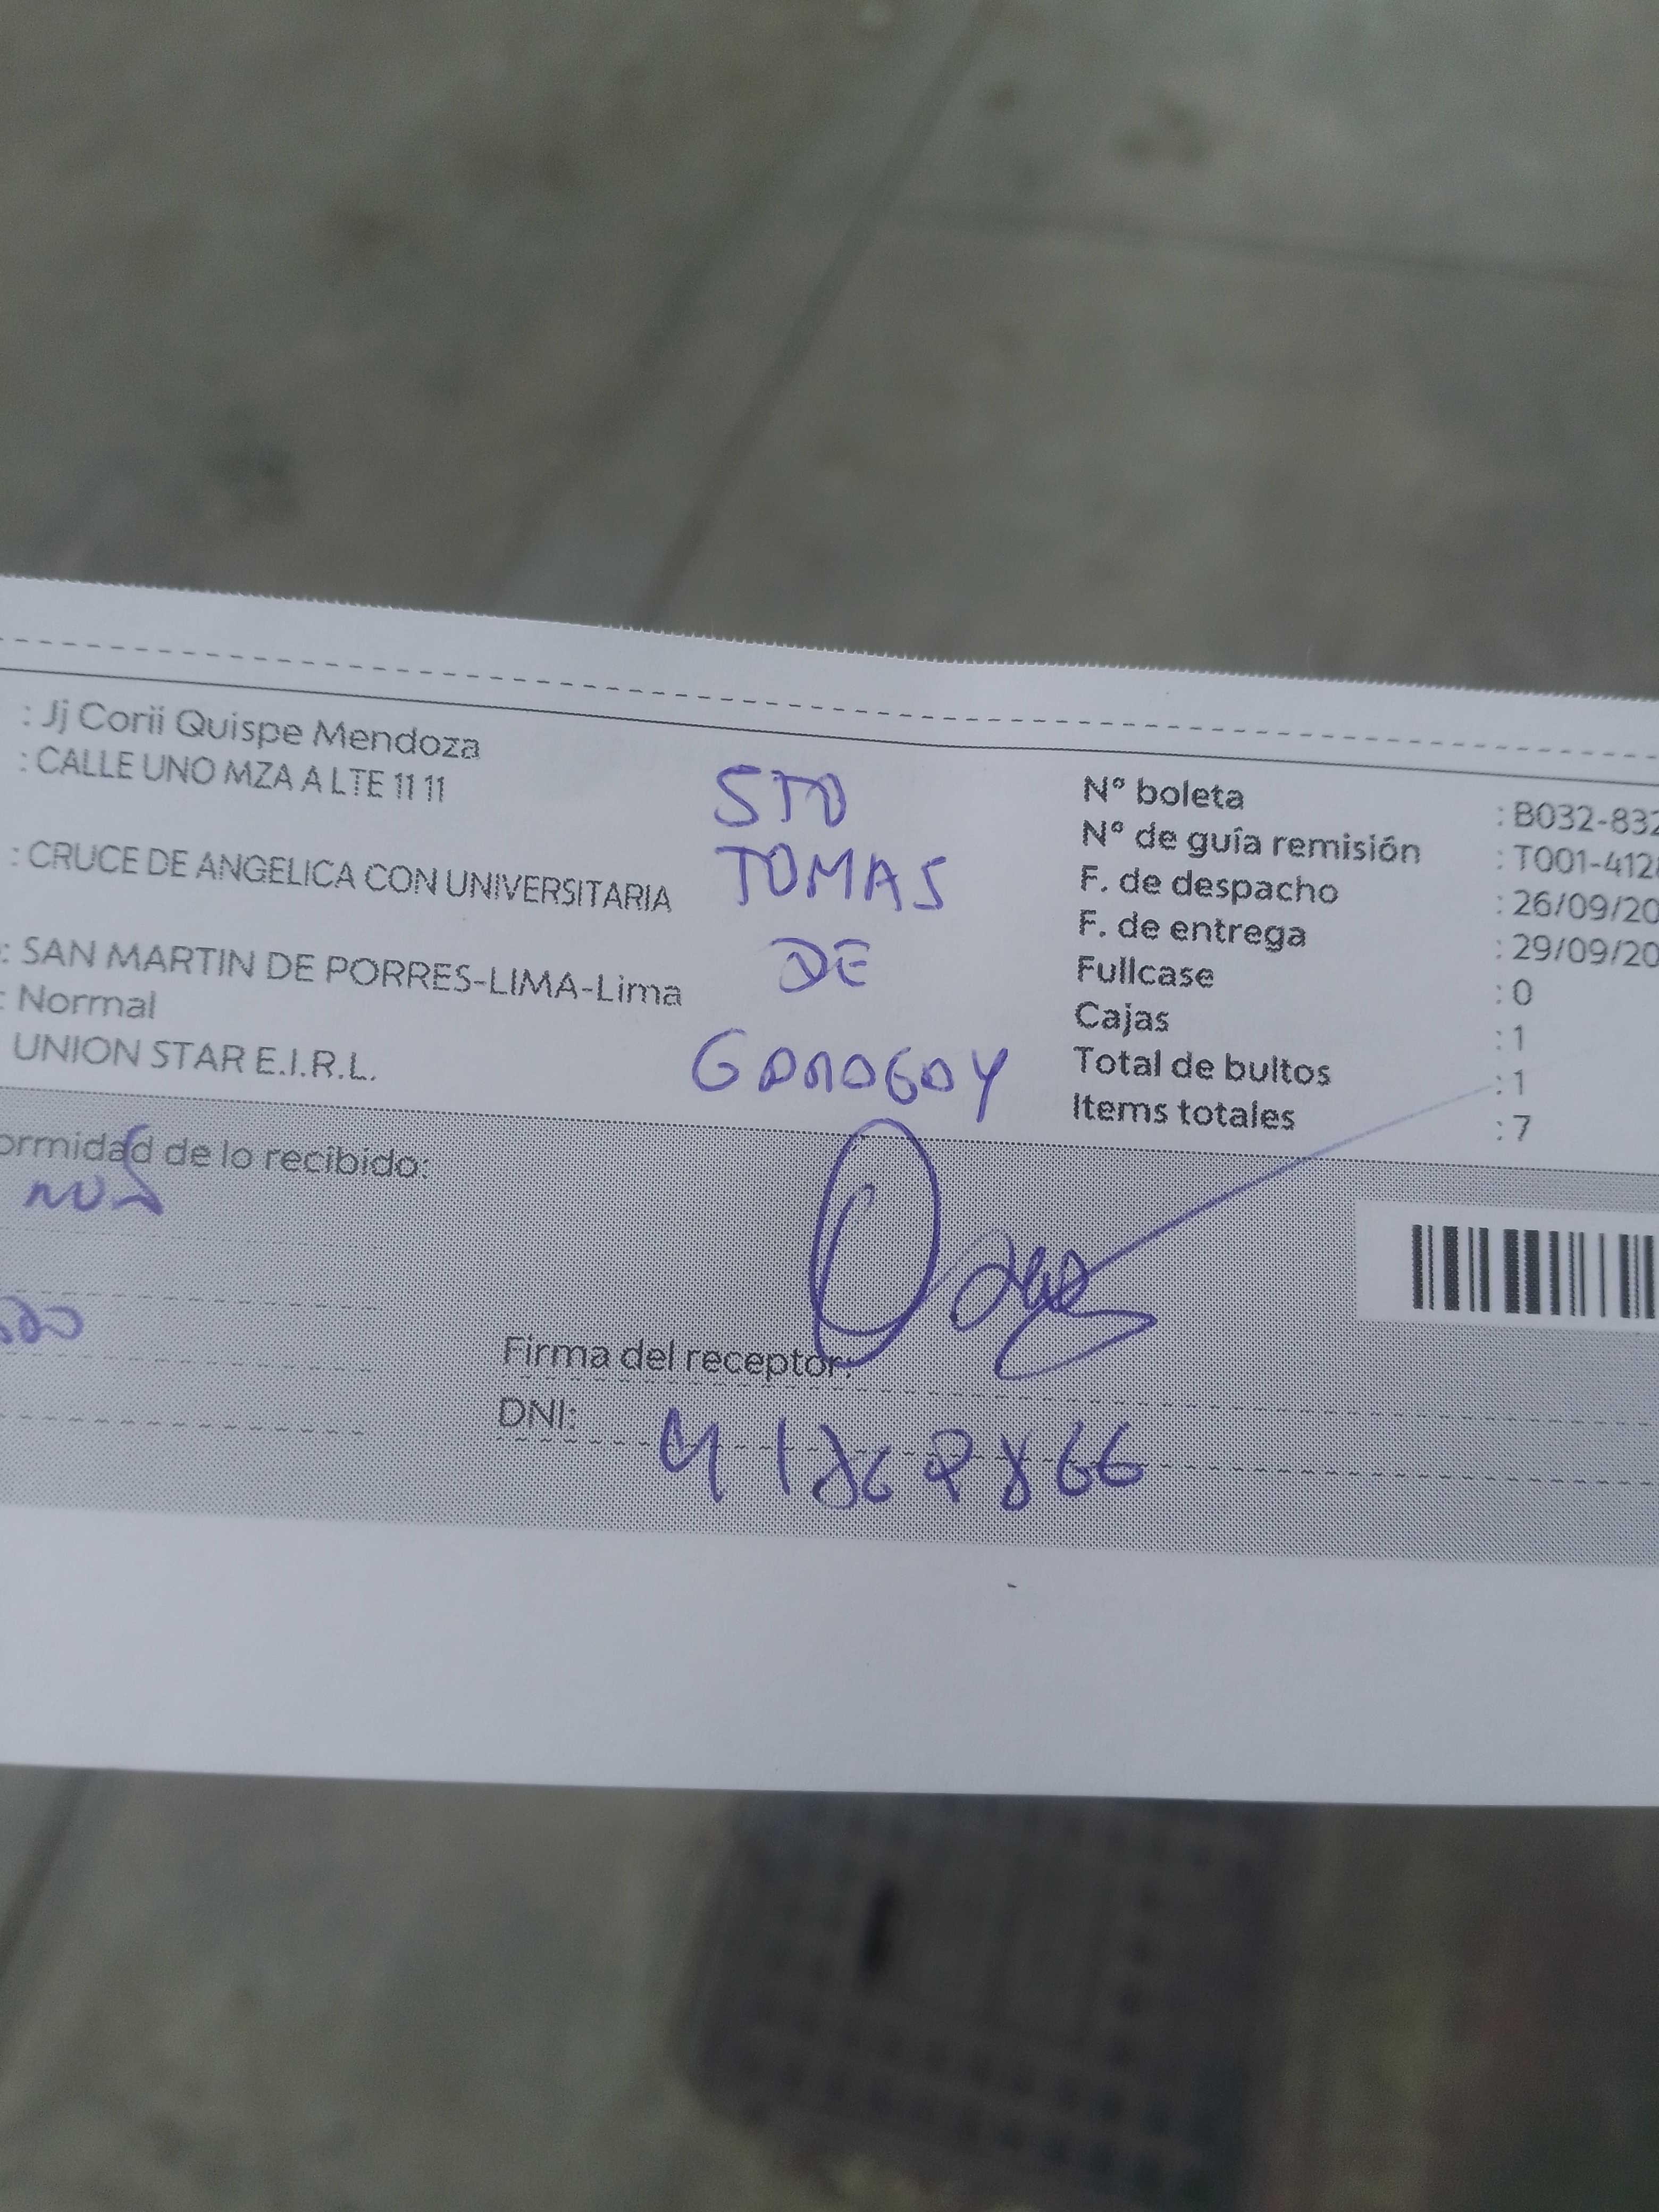 : Jj Corii Quispe Mendoza
: CALLE UNO MZA A LTE 11 11
: CRUCE DE ANGELICA CON UNIVERSITARIA
: SAN MARTIN DE PORRES-LIMA-Lima
: Normal
UNION STAR E.I.R.L.
STO
TOMAS
DE
Nº boleta : B032-832
Nº de guía remisión : T001-412
F. de despacho : 26/09/20
F. de entrega : 29/09/20
Fullcase : 0
Cajas : 1
Total de bultos : 1
Items totales : 7
ormidad de lo recibido:
Firma del receptor:
DNI: